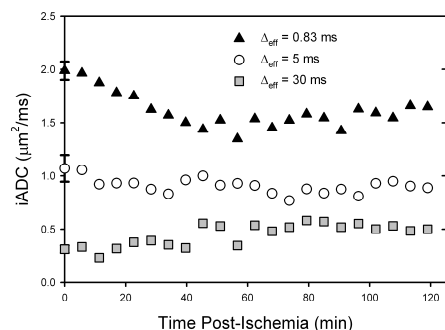 2.5
2.0
1.5
1.0
0.5
0.0
iADC (μm²/ms)
▲ Δeff = 0.83 ms
○ Δeff = 5 ms
■ Δeff = 30 ms
0 20 40 60 80 100 120
Time Post-Ischemia (min)